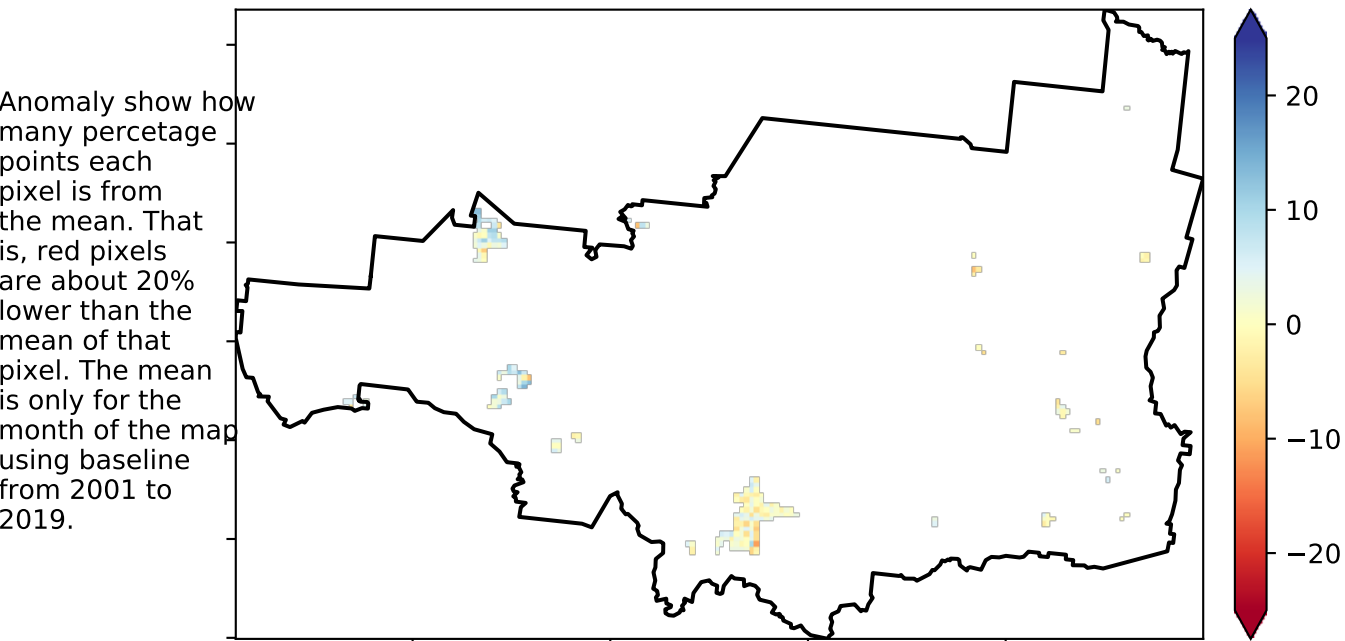 Anomaly show how
many percetage
points each
pixel is from
the mean. That
is, red pixels
are about 20%
lower than the
mean of that
pixel. The mean
is only for the
month of the map
using baseline
from 2001 to
2019.
20
10
0
−10
−20